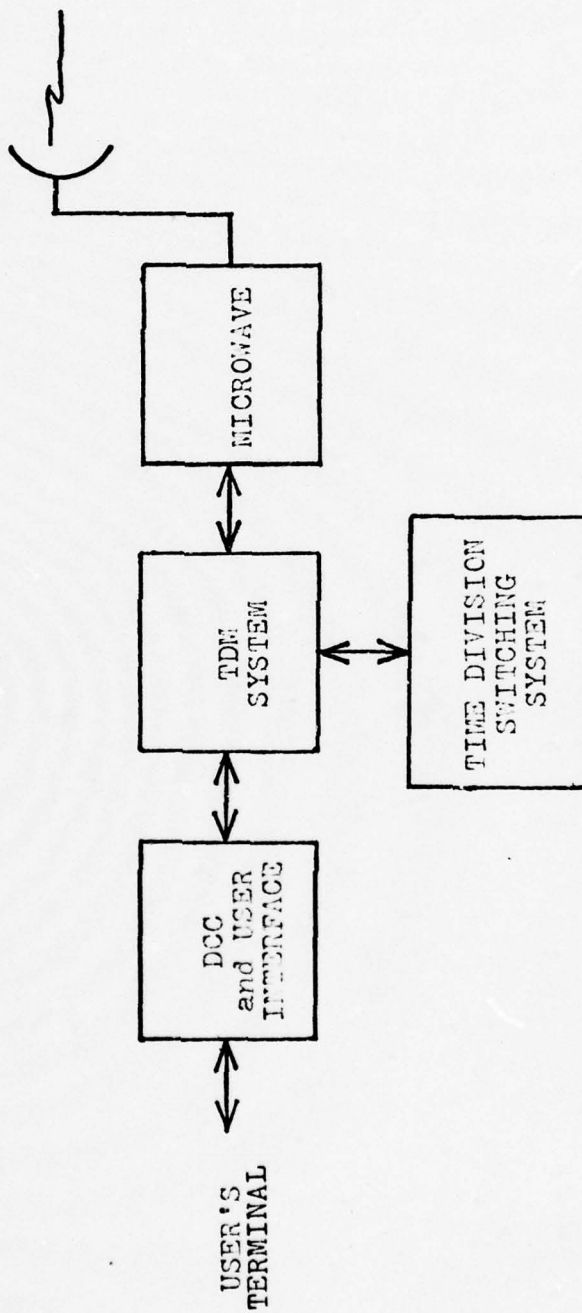 USER'S
TERMINAL
DCC
and USER
INTERFACE
TDM
SYSTEM
MICROWAVE
TIME DIVISION
SWITCHING
SYSTEM